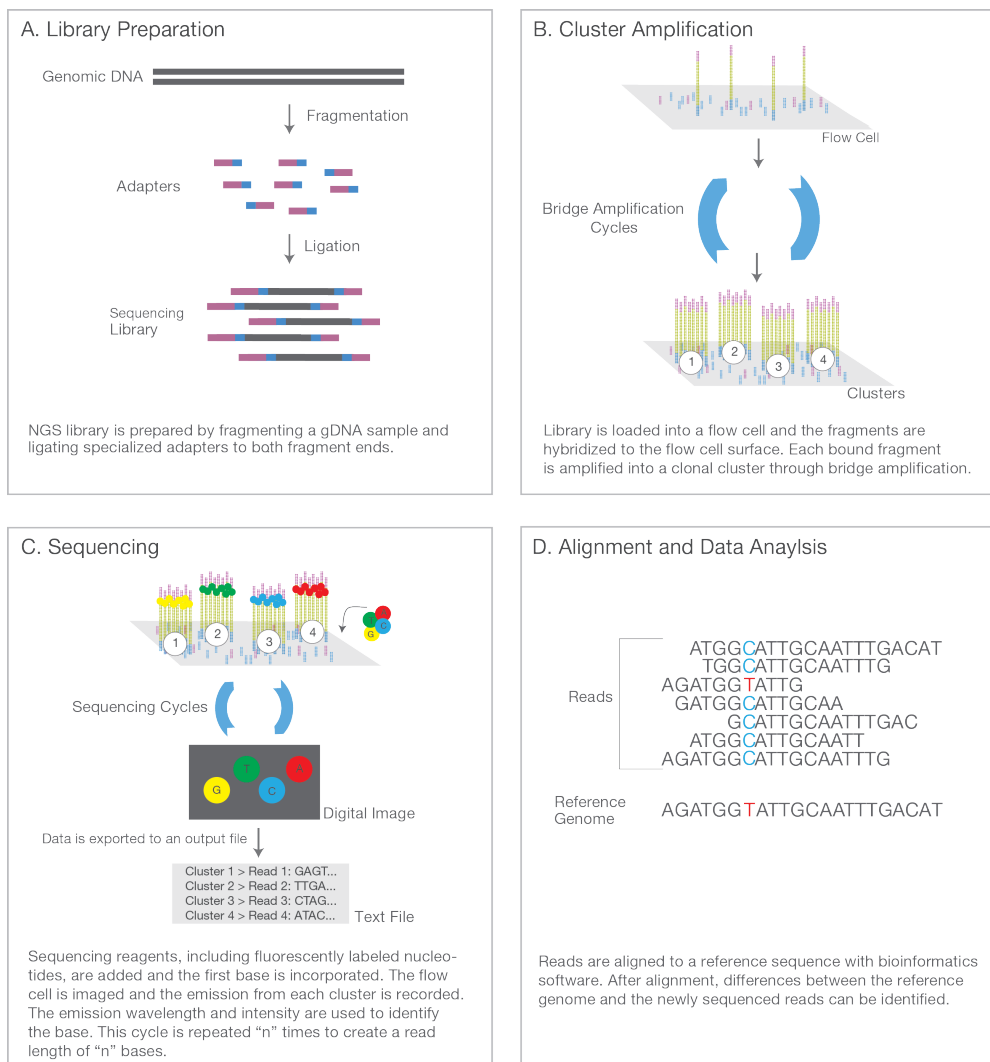 A. Library Preparation
Genomic DNA
Fragmentation
Adapters
Ligation
Sequencing
Library
NGS library is prepared by fragmenting a gDNA sample and
ligating specialized adapters to both fragment ends.
B. Cluster Amplification
Flow Cell
Bridge Amplification
Cycles
1
2
3
4
Clusters
Library is loaded into a flow cell and the fragments are
hybridized to the flow cell surface. Each bound fragment
is amplified into a clonal cluster through bridge amplification.
C. Sequencing
1
2
3
4
A
T
C
G
Sequencing Cycles
T
A
G
C
Digital Image
Data is exported to an output file
Cluster 1 > Read 1: GAGT...
Cluster 2 > Read 2: TTGA...
Cluster 3 > Read 3: CTAG...
Cluster 4 > Read 4: ATAC...
Text File
Sequencing reagents, including fluorescently labeled nucleo-
tides, are added and the first base is incorporated. The flow
cell is imaged and the emission from each cluster is recorded.
The emission wavelength and intensity are used to identify
the base. This cycle is repeated “n” times to create a read
length of “n” bases.
D. Alignment and Data Anaylsis
Reads
ATGGCATTGCAATTTGACAT
TGGCATTGCAATTTG
AGATGGTATTG
GATGGCATTGCAA
GCATTGCAATTTGAC
ATGGCATTGCAATT
AGATGGCATTGCAATTTG
Reference
Genome
AGATGGTATTGCAATTTGACAT
Reads are aligned to a reference sequence with bioinformatics
software. After alignment, differences between the reference
genome and the newly sequenced reads can be identified.